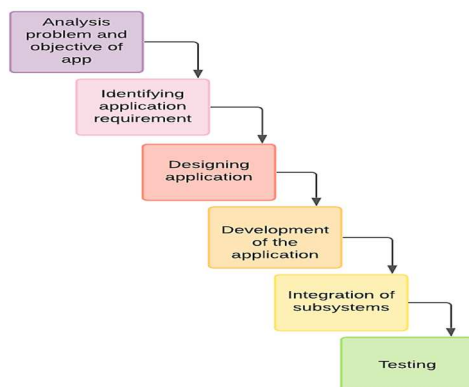 Analysis
problem and
objective of
app
Identifying
application
requirement
Designing
application
Development
of the
application
Integration of
subsystems
Testing